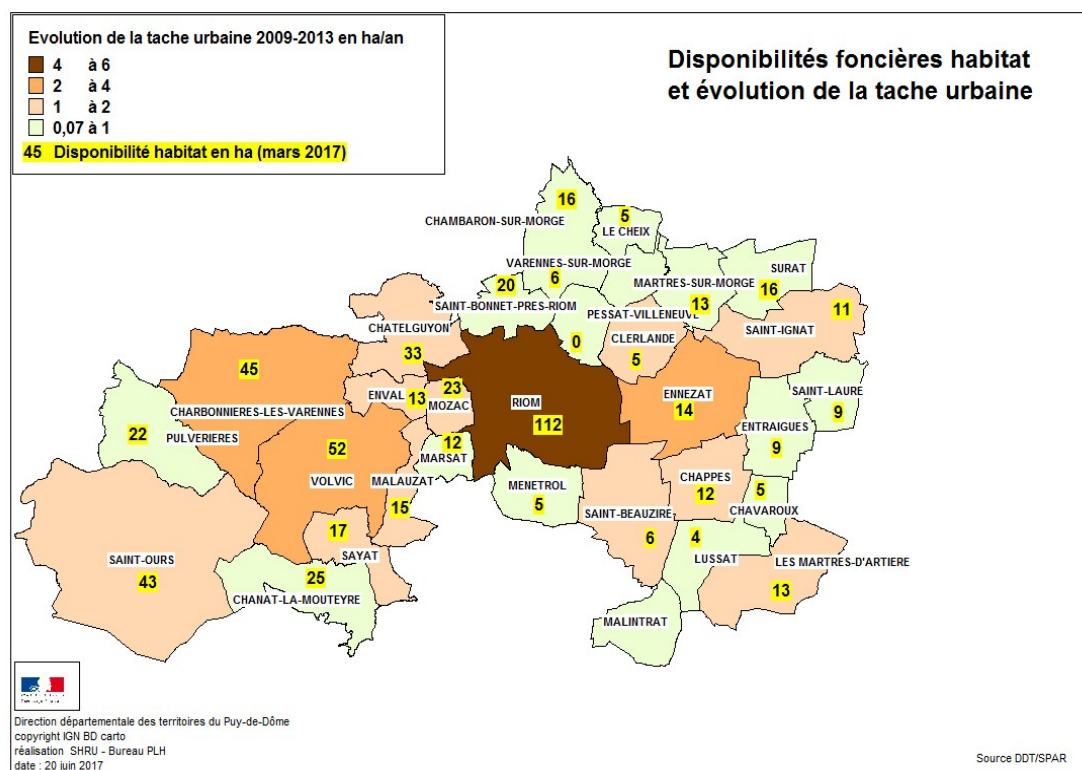 Evolution de la tache urbaine 2009-2013 en ha/an
4 à 6
2 à 4
1 à 2
0,07 à 1
45 Disponibilité habitat en ha (mars 2017)
Disponibilités foncières habitat
et évolution de la tache urbaine
16
CHAMBARON-SUR-MORGE
5
LE CHEIX
VARENNES-SUR-MORGE
6
SURAT
16
MARTRES-SUR-MORGE
13
20
SAINT-BONNET-PRES-RIOM
PESSAT-VILLENEUVE
0
11
SAINT-IGNAT
CHATELGUYON
33
CLERLANDE
5
45
CHARBONNIERES-LES-VARENNES
ENVAL
13
23
MOZAC
RIOM
112
ENNEZAT
14
SAINT-LAURE
9
22
PULVERIERES
ENTRAIGUES
9
12
MARSAT
52
VOLVIC
MALAUZAT
15
MENETROL
5
CHAPPES
12
5
CHAVAROUX
SAINT-BEAUZIRE
6
17
SAYAT
4
LUSSAT
SAINT-OURS
43
LES MARTRES-D'ARTIERE
13
25
CHANAT-LA-MOUTEYRE
MALINTRAT
Direction départementale des territoires du Puy-de-Dôme
copyright IGN BD carto
réalisation SHRU - Bureau PLH
date : 20 juin 2017
Source DDT/SPAR